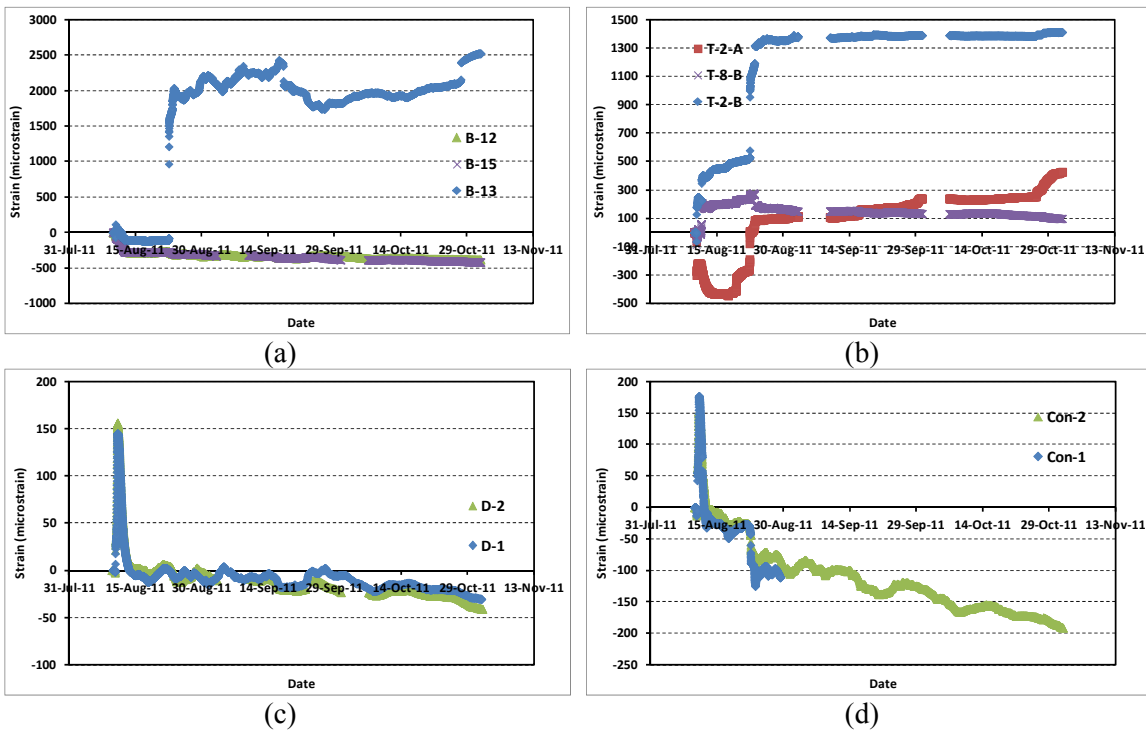 3000
2500
2000
1500
1000
500
0
-500
-1000
Strain (microstrain)
31-Jul-11 15-Aug-11 30-Aug-11 14-Sep-11 29-Sep-11 14-Oct-11 29-Oct-11 13-Nov-11
Date
B-12
B-15
B-13
(a)
1500
1300
1100
900
700
500
300
100
-100
-300
-500
Strain (microstrain)
31-Jul-11 15-Aug-11 30-Aug-11 14-Sep-11 29-Sep-11 14-Oct-11 29-Oct-11 13-Nov-11
Date
T-2-A
T-8-B
T-2-B
(b)
200
150
100
50
0
-50
-100
Strain (microstrain)
31-Jul-11 15-Aug-11 30-Aug-11 14-Sep-11 29-Sep-11 14-Oct-11 29-Oct-11 13-Nov-11
Date
D-2
D-1
(c)
200
150
100
50
0
-50
-100
-150
-200
-250
Strain (microstrain)
31-Jul-11 15-Aug-11 30-Aug-11 14-Sep-11 29-Sep-11 14-Oct-11 29-Oct-11 13-Nov-11
Date
Con-2
Con-1
(d)